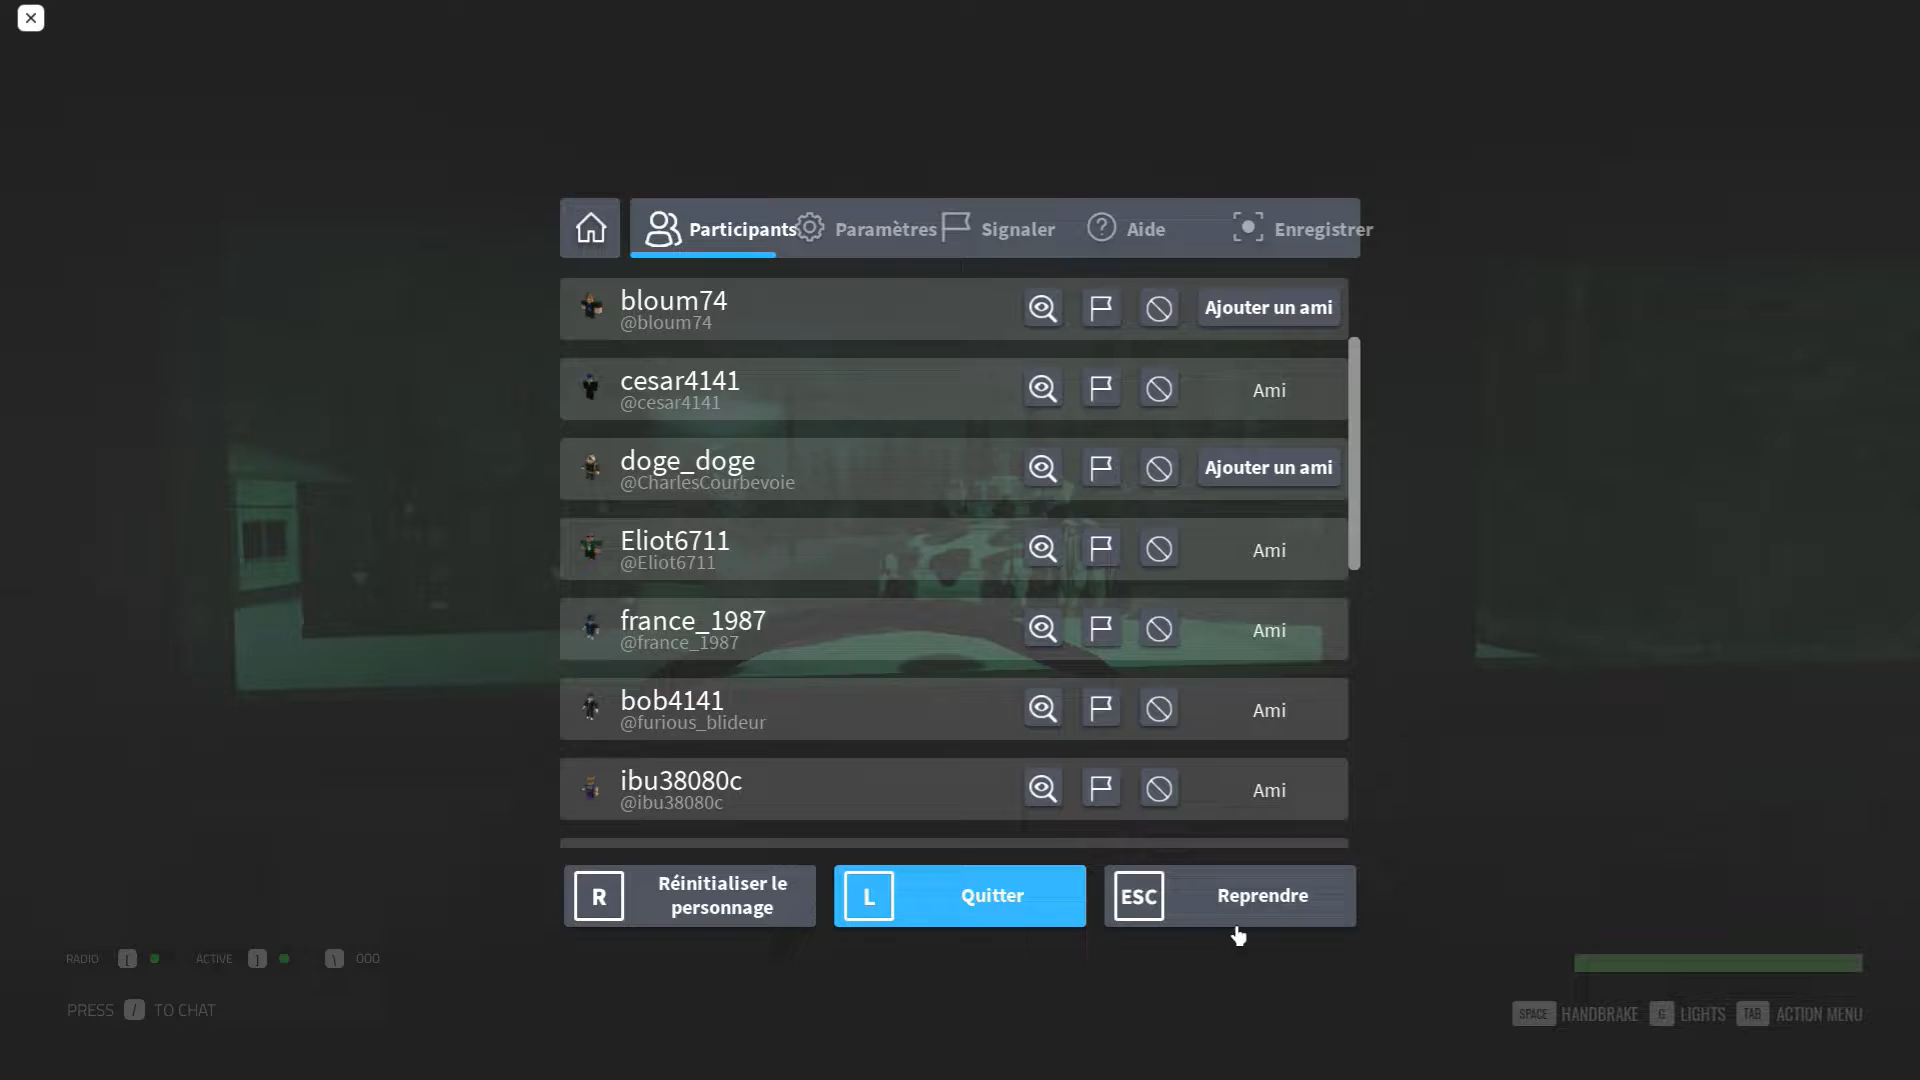 Participants Paramètres Signaler Aide Enregistrer
bloum74
@bloum74
Ajouter un ami
cesar4141
@cesar4141
Ami
doge_doge
@CharlesCourbevoie
Ajouter un ami
Eliot6711
@Eliot6711
Ami
france_1987
@france_1987
Ami
bob4141
@furious_blideur
Ami
ibu38080c
@ibu38080c
Ami
R Réinitialiser le
personnage
L Quitter
ESC Reprendre
RADIO [ ACTIVE ] \ 000
PRESS / TO CHAT
SPACE HANDBRAKE G LIGHTS TAB ACTION MENU